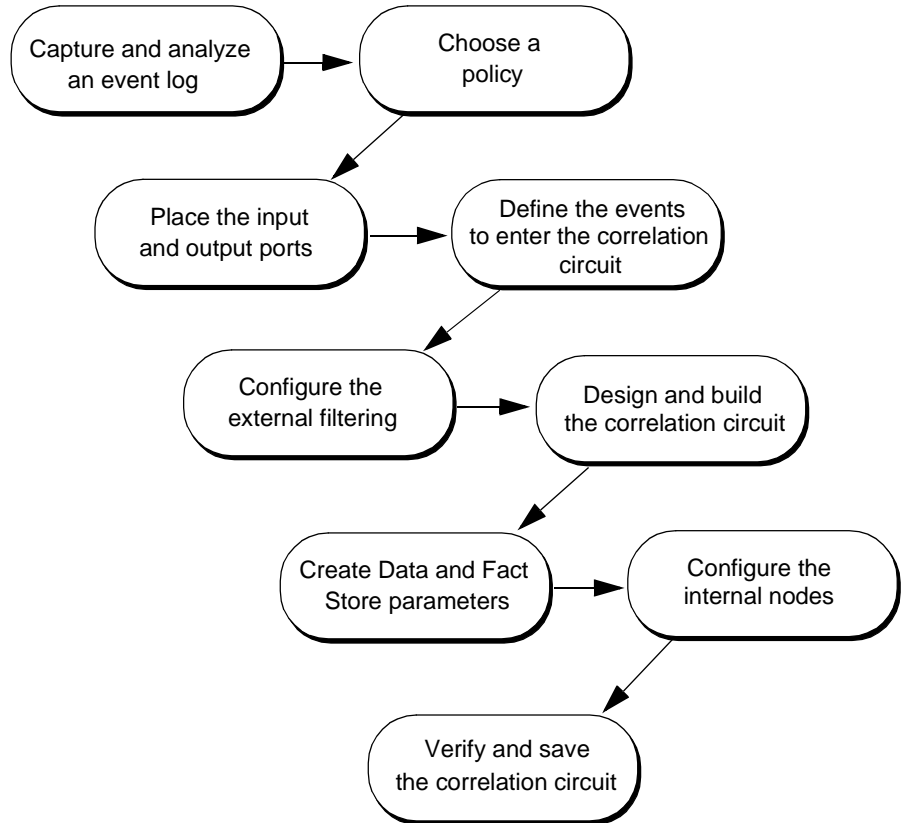 Capture and analyze
an event log
Choose a
policy
Place the input
and output ports
Define the events
to enter the correlation
circuit
Configure the
external filtering
Design and build
the correlation circuit
Create Data and Fact
Store parameters
Configure the
internal nodes
Verify and save
the correlation circuit